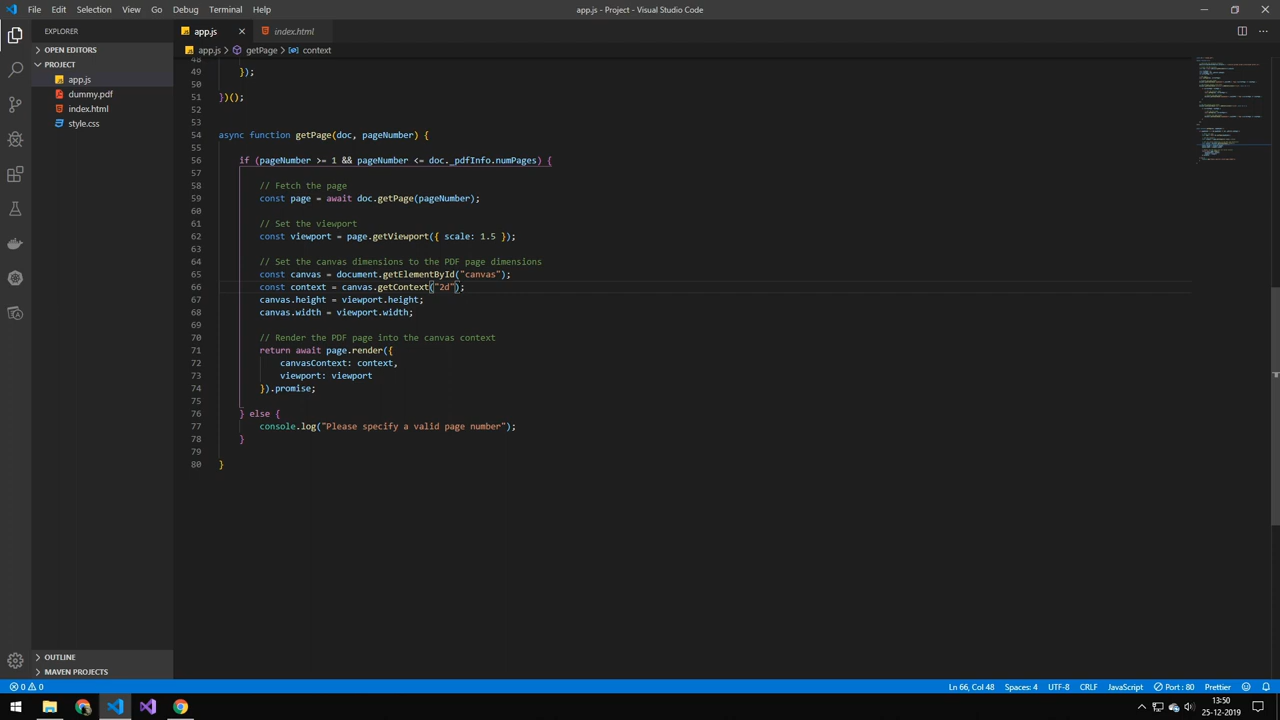 File Edit Selection View Go Debug Terminal Help
app.js - Project - Visual Studio Code
EXPLORER
OPEN EDITORS
PROJECT
app.js
dummy.pdf
index.html
style.css
OUTLINE
MAVEN PROJECTS
app.js
index.html
app.js > getPage > context
48
49 });
50
51 })();
52
53
54 async function getPage(doc, pageNumber) {
55
56 if (pageNumber >= 1 && pageNumber <= doc._pdfInfo.numPages) {
57
58 // Fetch the page
59 const page = await doc.getPage(pageNumber);
60
61 // Set the viewport
62 const viewport = page.getViewport({ scale: 1.5 });
63
64 // Set the canvas dimensions to the PDF page dimensions
65 const canvas = document.getElementById("canvas");
66 const context = canvas.getContext("2d");
67 canvas.height = viewport.height;
68 canvas.width = viewport.width;
69
70 // Render the PDF page into the canvas context
71 return await page.render({
72 canvasContext: context,
73 viewport: viewport
74 }).promise;
75
76 } else {
77 console.log("Please specify a valid page number");
78 }
79
80 }
0 0
Ln 66, Col 48 Spaces: 4 UTF-8 CRLF JavaScript Port : 80 Prettier
13:50
25-12-2019